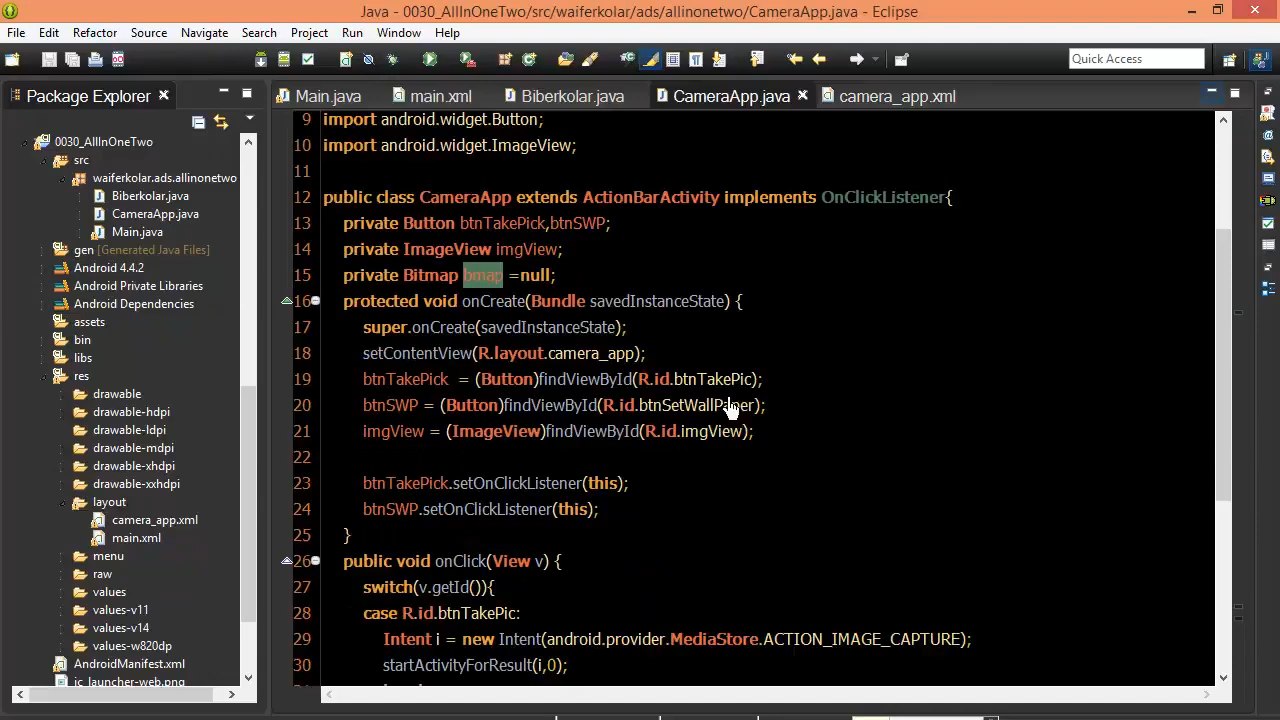 Java - 0030_AllInOneTwo/src/waiferkolar/ads/allinonetwo/CameraApp.java - Eclipse
File Edit Refactor Source Navigate Search Project Run Window Help
Quick Access
Package Explorer
0030_AllInOneTwo
src
waiferkolar.ads.allinonetwo
Biberkolar.java
CameraApp.java
Main.java
gen [Generated Java Files]
Android 4.4.2
Android Private Libraries
Android Dependencies
assets
bin
libs
res
drawable
drawable-hdpi
drawable-ldpi
drawable-mdpi
drawable-xhdpi
drawable-xxhdpi
layout
camera_app.xml
main.xml
menu
raw
values
values-v11
values-v14
values-w820dp
AndroidManifest.xml
ic_launcher-web.png
Main.java main.xml Biberkolar.java CameraApp.java camera_app.xml
9 import android.widget.Button;
10 import android.widget.ImageView;
11
12 public class CameraApp extends ActionBarActivity implements OnClickListener{
13 private Button btnTakePick,btnSWP;
14 private ImageView imgView;
15 private Bitmap bmap =null;
16 protected void onCreate(Bundle savedInstanceState) {
17 super.onCreate(savedInstanceState);
18 setContentView(R.layout.camera_app);
19 btnTakePick = (Button)findViewById(R.id.btnTakePic);
20 btnSWP = (Button)findViewById(R.id.btnSetWallPaper);
21 imgView = (ImageView)findViewById(R.id.imgView);
22
23 btnTakePick.setOnClickListener(this);
24 btnSWP.setOnClickListener(this);
25 }
26 public void onClick(View v) {
27 switch(v.getId()){
28 case R.id.btnTakePic:
29 Intent i = new Intent(android.provider.MediaStore.ACTION_IMAGE_CAPTURE);
30 startActivityForResult(i,0);